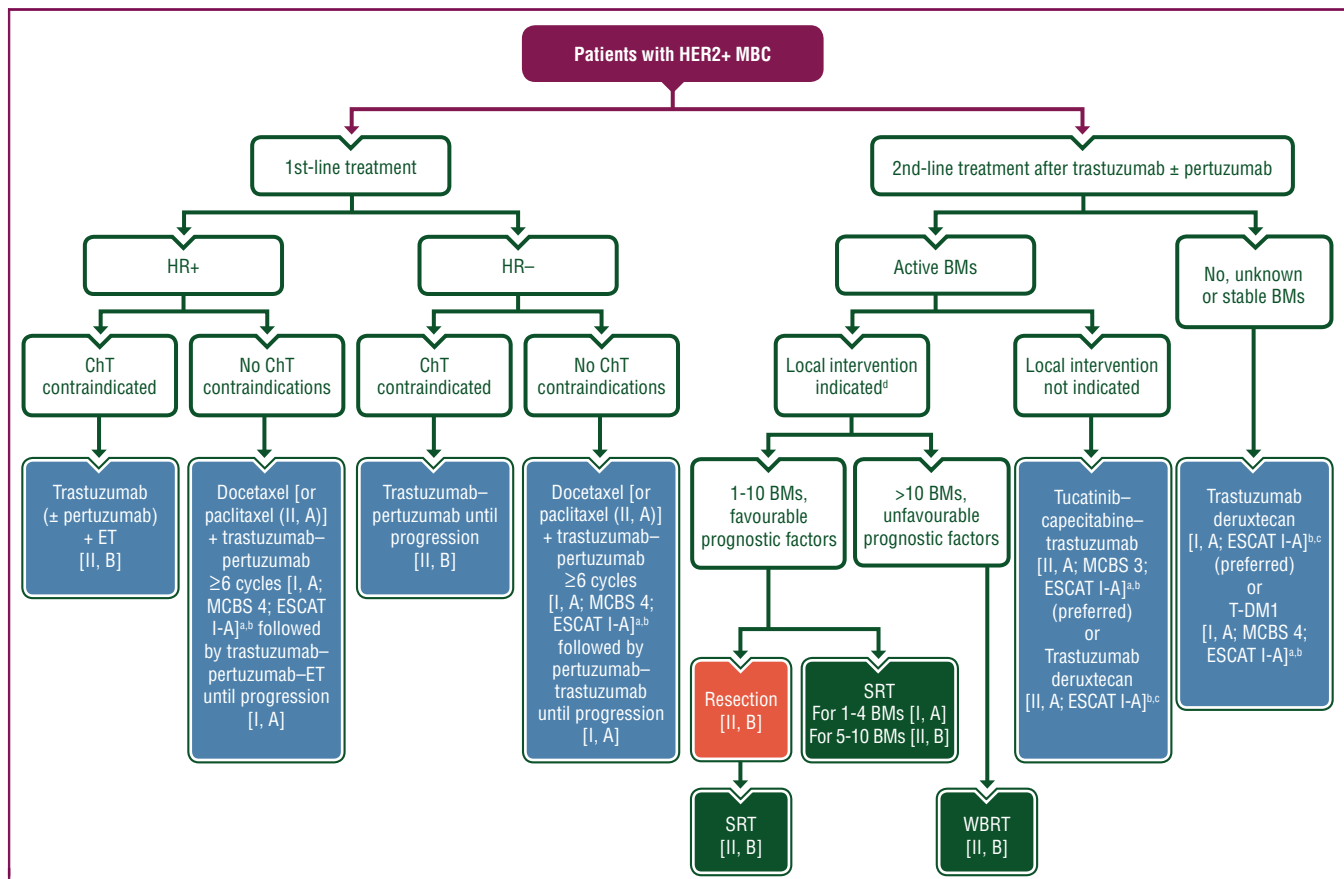 Patients with HER2+ MBC
1st-line treatment
2nd-line treatment after trastuzumab ± pertuzumab
HR+
HR–
Active BMs
No, unknown
or stable BMs
ChT
contraindicated
No ChT
contraindications
ChT
contraindicated
No ChT
contraindications
Local intervention
indicatedᵈ
Local intervention
not indicated
Trastuzumab
(± pertuzumab)
+ ET
[II, B]
Docetaxel [or
paclitaxel (II, A)]
+ trastuzumab–
pertuzumab
≥6 cycles [I, A;
MCBS 4; ESCAT
I-A]ᵃ,ᵇ followed
by trastuzumab–
pertuzumab–ET
until progression
[I, A]
Trastuzumab–
pertuzumab until
progression
[II, B]
Docetaxel [or
paclitaxel (II, A)]
+ trastuzumab–
pertuzumab
≥6 cycles
[I, A; MCBS 4;
ESCAT I-A]ᵃ,ᵇ
followed by
pertuzumab–
trastuzumab
until progression
[I, A]
1-10 BMs,
favourable
prognostic factors
>10 BMs,
unfavourable
prognostic factors
Tucatinib–
capecitabine–
trastuzumab
[II, A; MCBS 3;
ESCAT I-A]ᵃ,ᵇ
(preferred)
or
Trastuzumab
deruxtecan
[II, A; ESCAT I-A]ᵇ,ᶜ
Trastuzumab
deruxtecan
[I, A; ESCAT I-A]ᵇ,ᶜ
(preferred)
or
T-DM1
[I, A; MCBS 4;
ESCAT I-A]ᵃ,ᵇ
Resection
[II, B]
SRT
For 1-4 BMs [I, A]
For 5-10 BMs [II, B]
SRT
[II, B]
WBRT
[II, B]